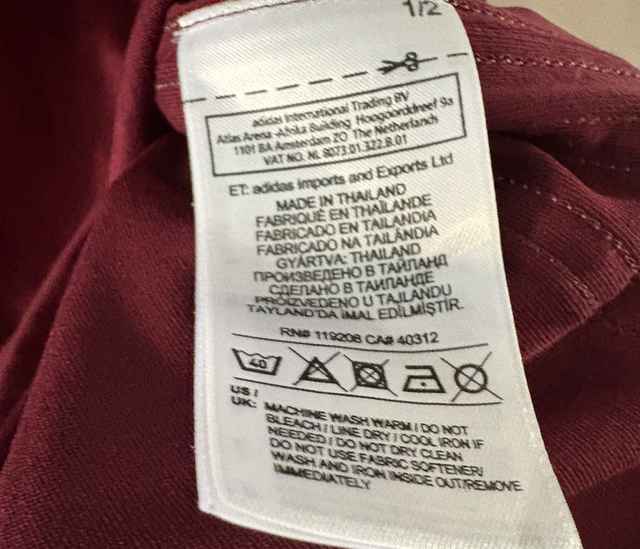 1/2
adidas International Trading BV
Atlas Arena -Afrika Building Hoogoorddreef 9a
1101 BA Amsterdam ZO The Netherlands
VAT NO. NL 8073.01.322.B.01
ET: adidas Imports and Exports Ltd
MADE IN THAILAND
FABRIQUÉ EN THAÏLANDE
FABRICADO EN TAILANDIA
FABRICADO NA TAILÂNDIA
GYÁRTVA: THAILAND
ПРОИЗВЕДЕНО В ТАЙЛАНД
СДЕЛАНО В ТАИЛАНДЕ
PROIZVEDENO U TAJLANDU
TAYLAND'DA İMAL EDİLMİŞTİR.
RN# 119206 CA# 40312
40
US /
UK: MACHINE WASH WARM / DO NOT
BLEACH / LINE DRY / COOL IRON IF
NEEDED / DO NOT DRY CLEAN
DO NOT USE FABRIC SOFTENER/
WASH AND IRON INSIDE OUT/REMOVE
IMMEDIATELY